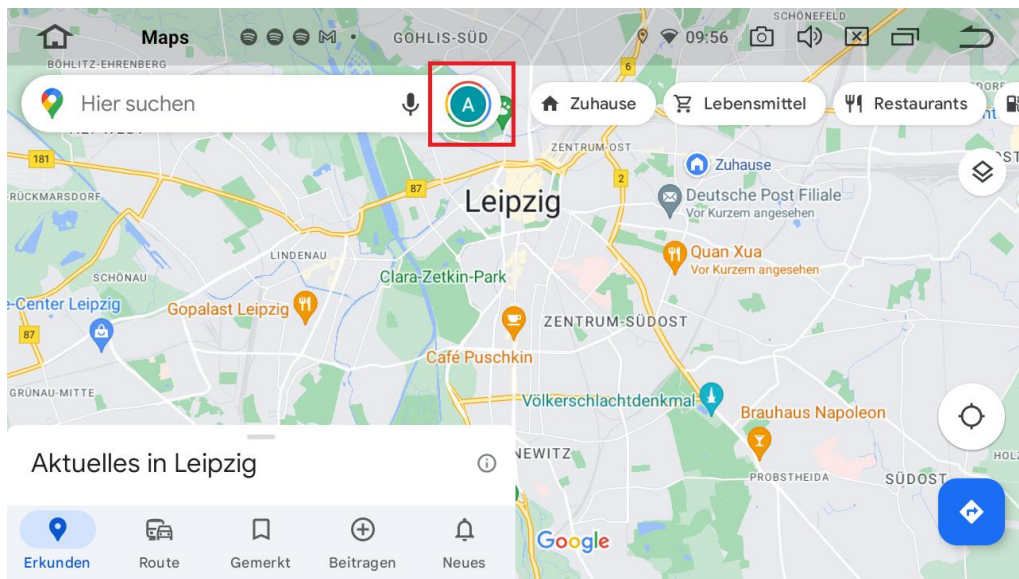 Maps
GOHLIS-SÜD
09:56
SCHÖNEFELD
BÖHLITZ-EHRENBERG
6
Hier suchen
A
Zuhause
Lebensmittel
Restaurants
ZENTRUM-OST
181
87
2
Zuhause
RÜCKMARSDORF
Leipzig
Deutsche Post Filiale
Vor Kurzem angesehen
LINDENAU
Quan Xua
Vor Kurzem angesehen
SCHÖNAU
Clara-Zetkin-Park
e-Center Leipzig
Gopalast Leipzig
87
ZENTRUM-SÜDOST
Café Puschkin
GRÜNAU-MITTE
Völkerschlachtdenkmal
Brauhaus Napoleon
Aktuelles in Leipzig
NEWITZ
HOLZ
PROBSTHEIDA
SÜDOST
Google
Erkunden
Route
Gemerkt
Beitragen
Neues